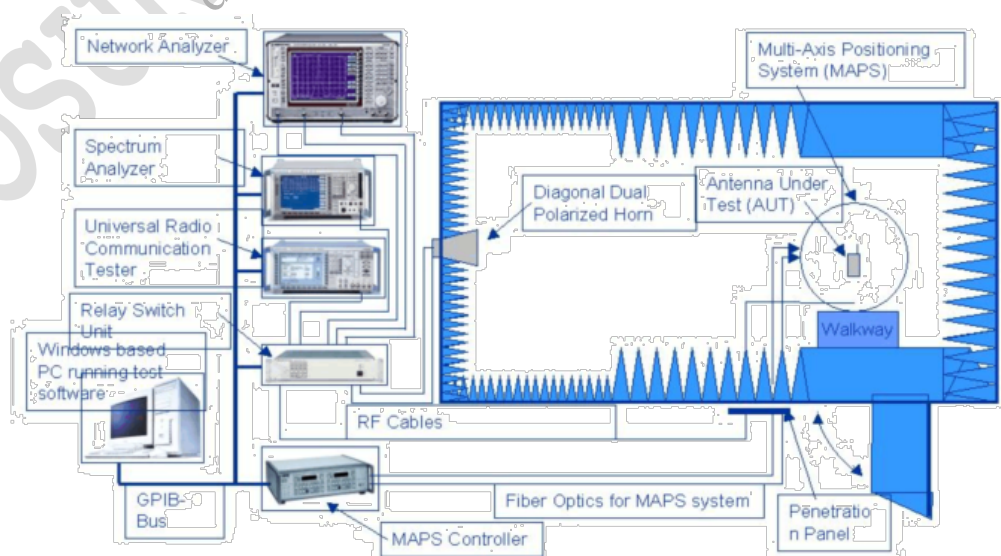 Network Analyzer
Multi-Axis Positioning
System (MAPS)
Spectrum
Analyzer
Diagonal Dual
Polarized Horn
Antenna Under
Test (AUT)
Universal Radio
Communication
Tester
Relay Switch
Unit
Walkway
Windows based
PC running test
software
RF Cables
GPIB-
Bus
Fiber Optics for MAPS system
Penetratio
n Panel
MAPS Controller